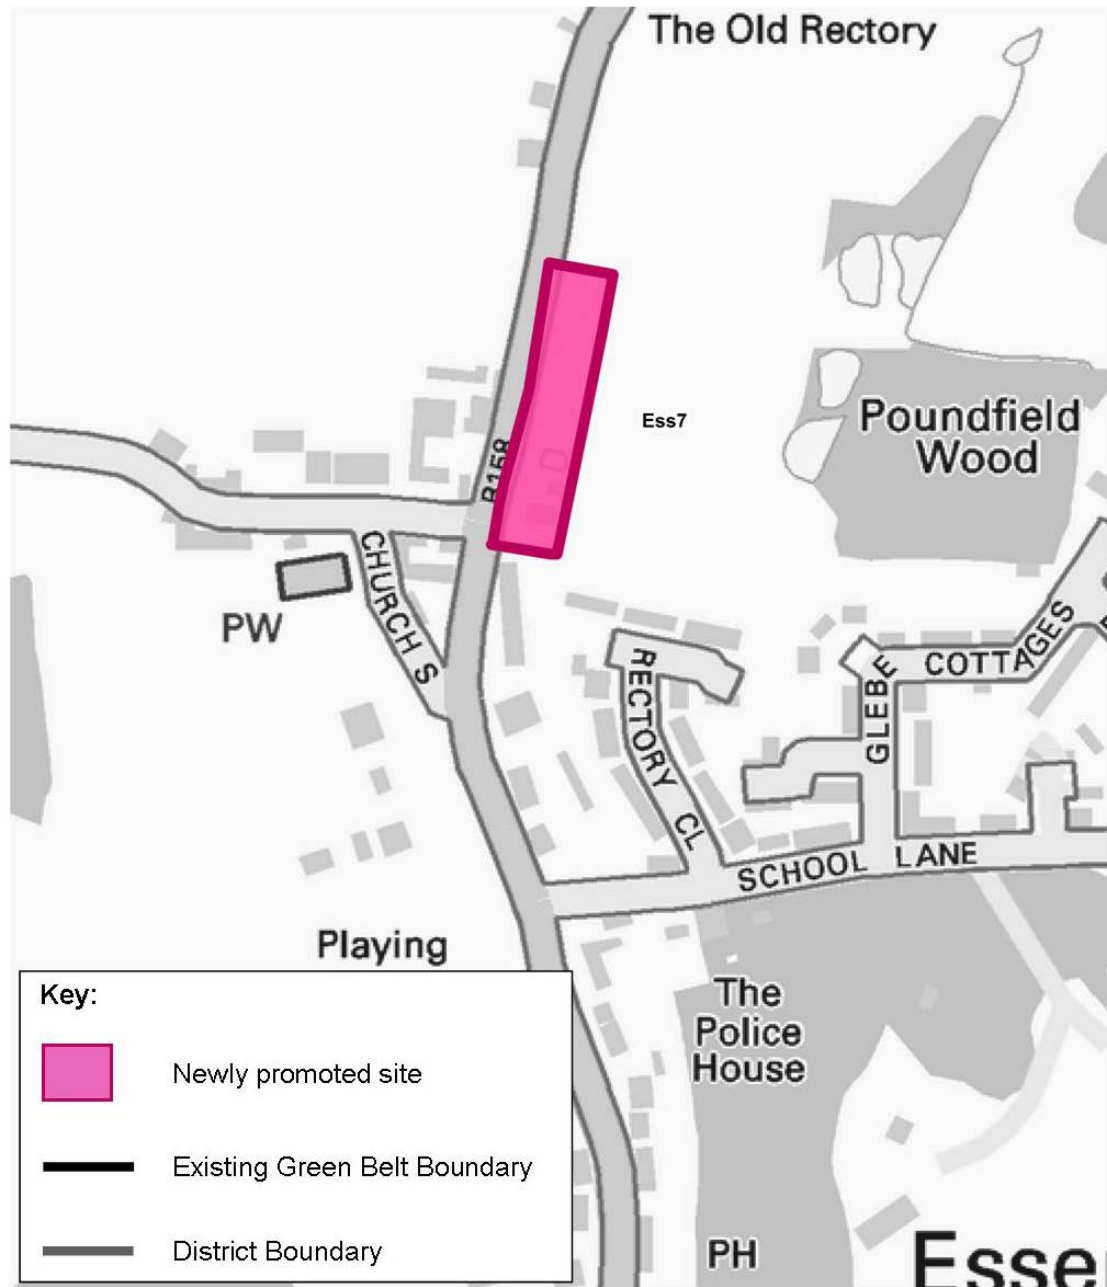 The Old Rectory
Ess7
Poundfield
Wood
B158
CHURCH S
PW
RECTORY CL
GLEBE
COTTAGES
SCHOOL LANE
Playing
The
Police
House
PH
Esse
Key:
Newly promoted site
Existing Green Belt Boundary
District Boundary